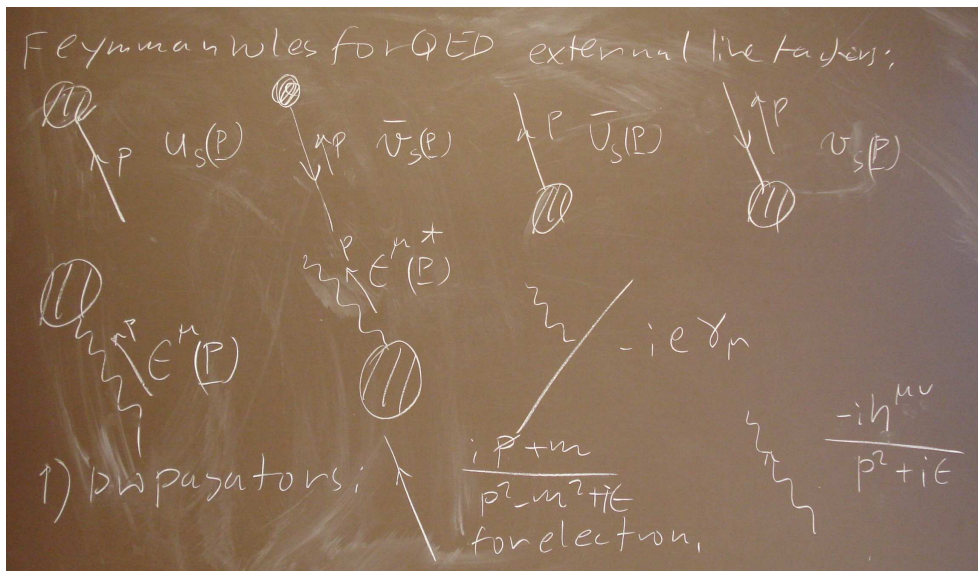 Feynman rules for QED external line factors:
p u_s(p) p v̄_s(p) p ū_s(p) p v_s(p)
p ϵ^μ(p) p ϵ^μ*(p) -ieγ_μ
1) propagators: i p̸+m / p²-m²+iϵ for electron. -iη^μν / p²+iϵ